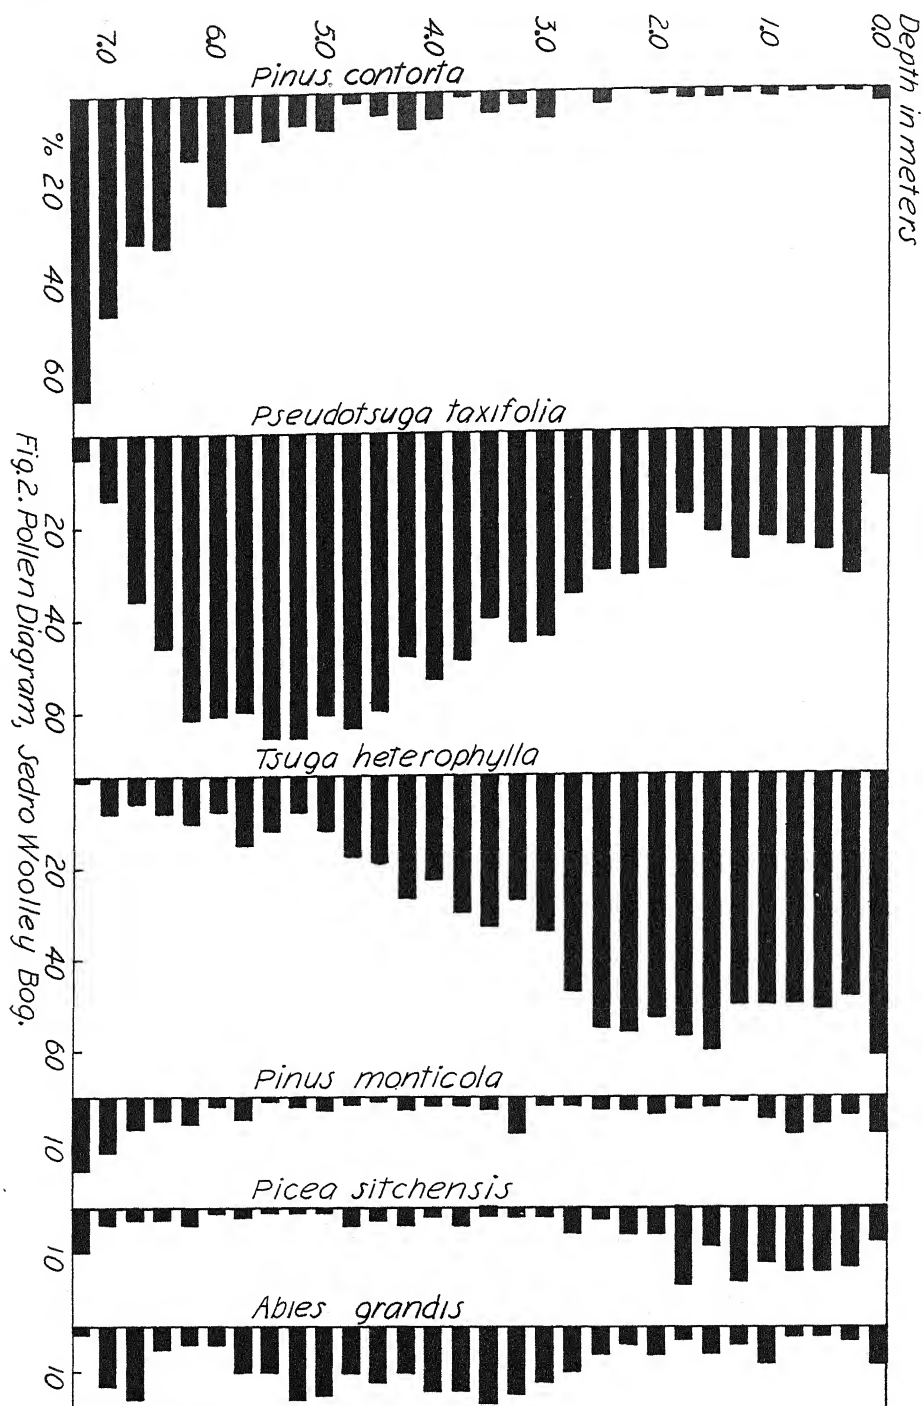 Depth in meters
0.0
1.0
2.0
3.0
4.0
5.0
6.0
7.0
Pinus contorta
% 20 40 60
Pseudotsuga taxifolia
20 40 60
Tsuga heterophylla
20 40 60
Pinus monticola
10
Picea sitchensis
10
Abies grandis
10
Fig. 2. Pollen Diagram, Sedro Woolley Bog.